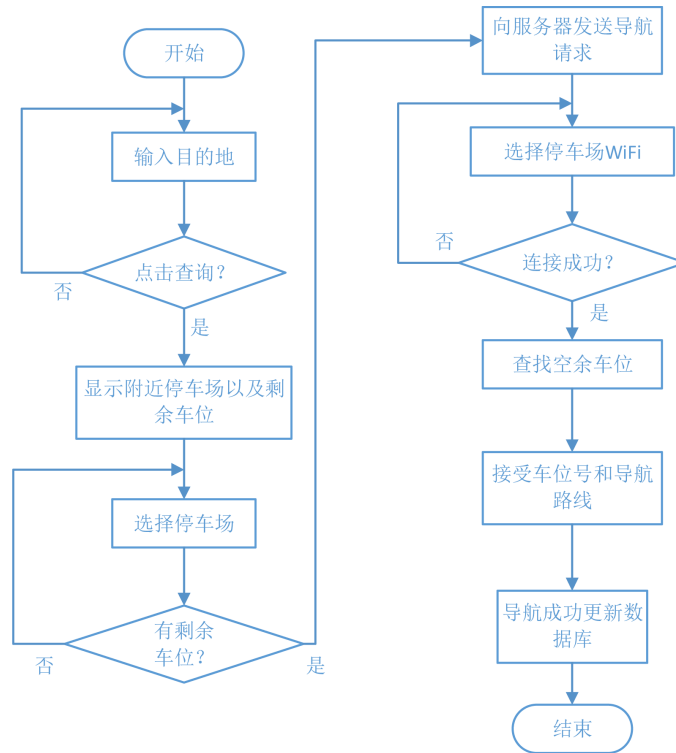 开始
输入目的地
点击查询？
否
是
显示附近停车场以及剩
余车位
选择停车场
有剩余
车位？
否
是
向服务器发送导航
请求
选择停车场WiFi
否
连接成功？
是
查找空余车位
接受车位号和导航
路线
导航成功更新数
据库
结束